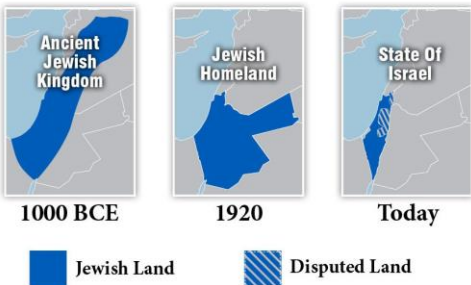 Ancient
Jewish
Kingdom
Jewish
Homeland
State Of
Israel
1000 BCE
1920
Today
Jewish Land
Disputed Land